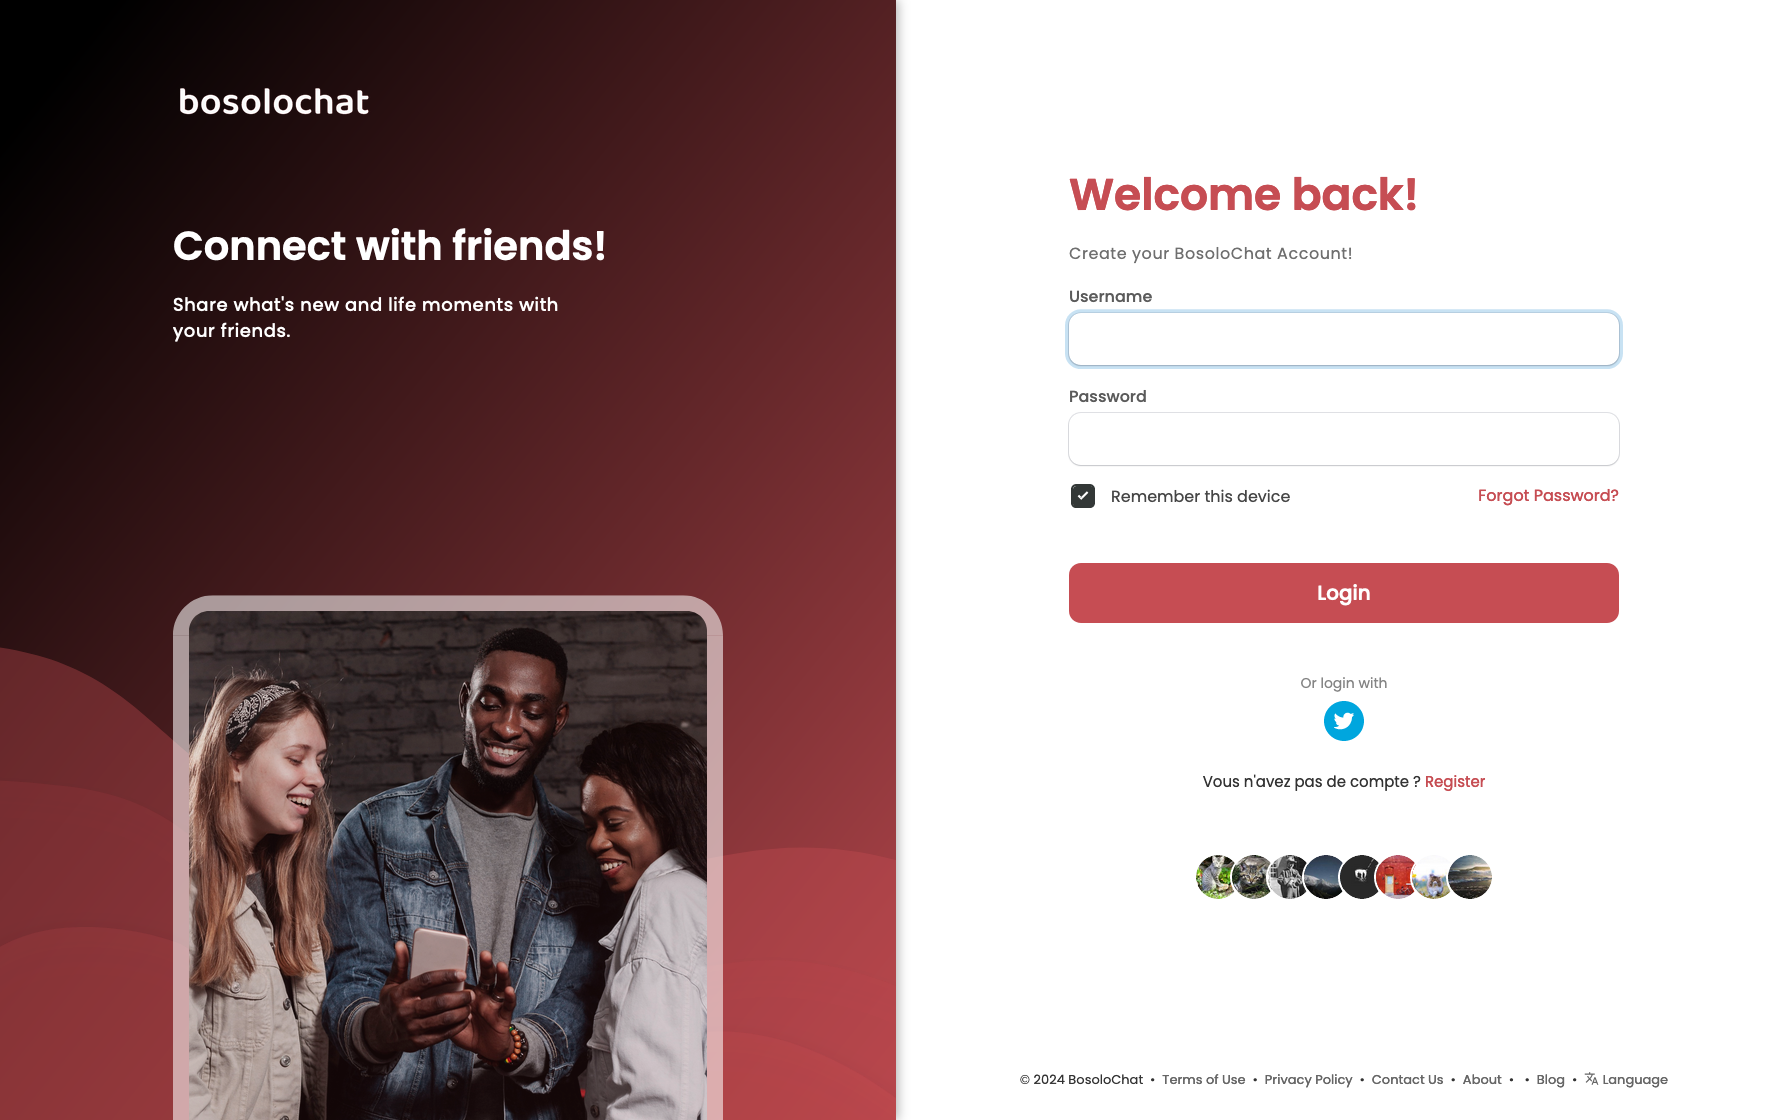 bosolochat
Connect with friends!
Share what's new and life moments with
your friends.
Welcome back!
Create your BosoloChat Account!
Username
Password
Remember this device
Forgot Password?
Login
Or login with
Vous n'avez pas de compte ? Register
© 2024 BosoloChat • Terms of Use • Privacy Policy • Contact Us • About • • Blog • Language